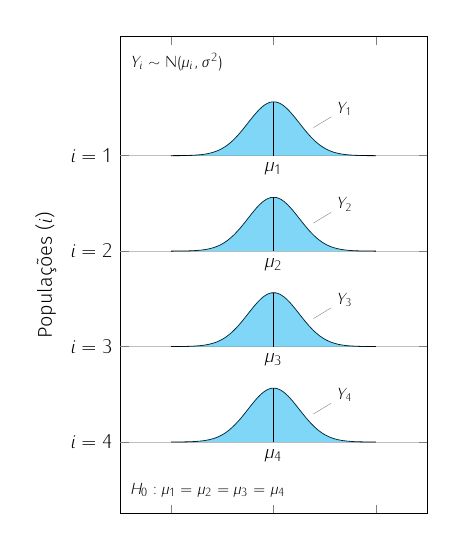 Yᵢ ~ N(μᵢ, σ²)
Y₁
i = 1
μ₁
Y₂
i = 2
μ₂
Populações (i)
Y₃
i = 3
μ₃
Y₄
i = 4
μ₄
H₀ : μ₁ = μ₂ = μ₃ = μ₄